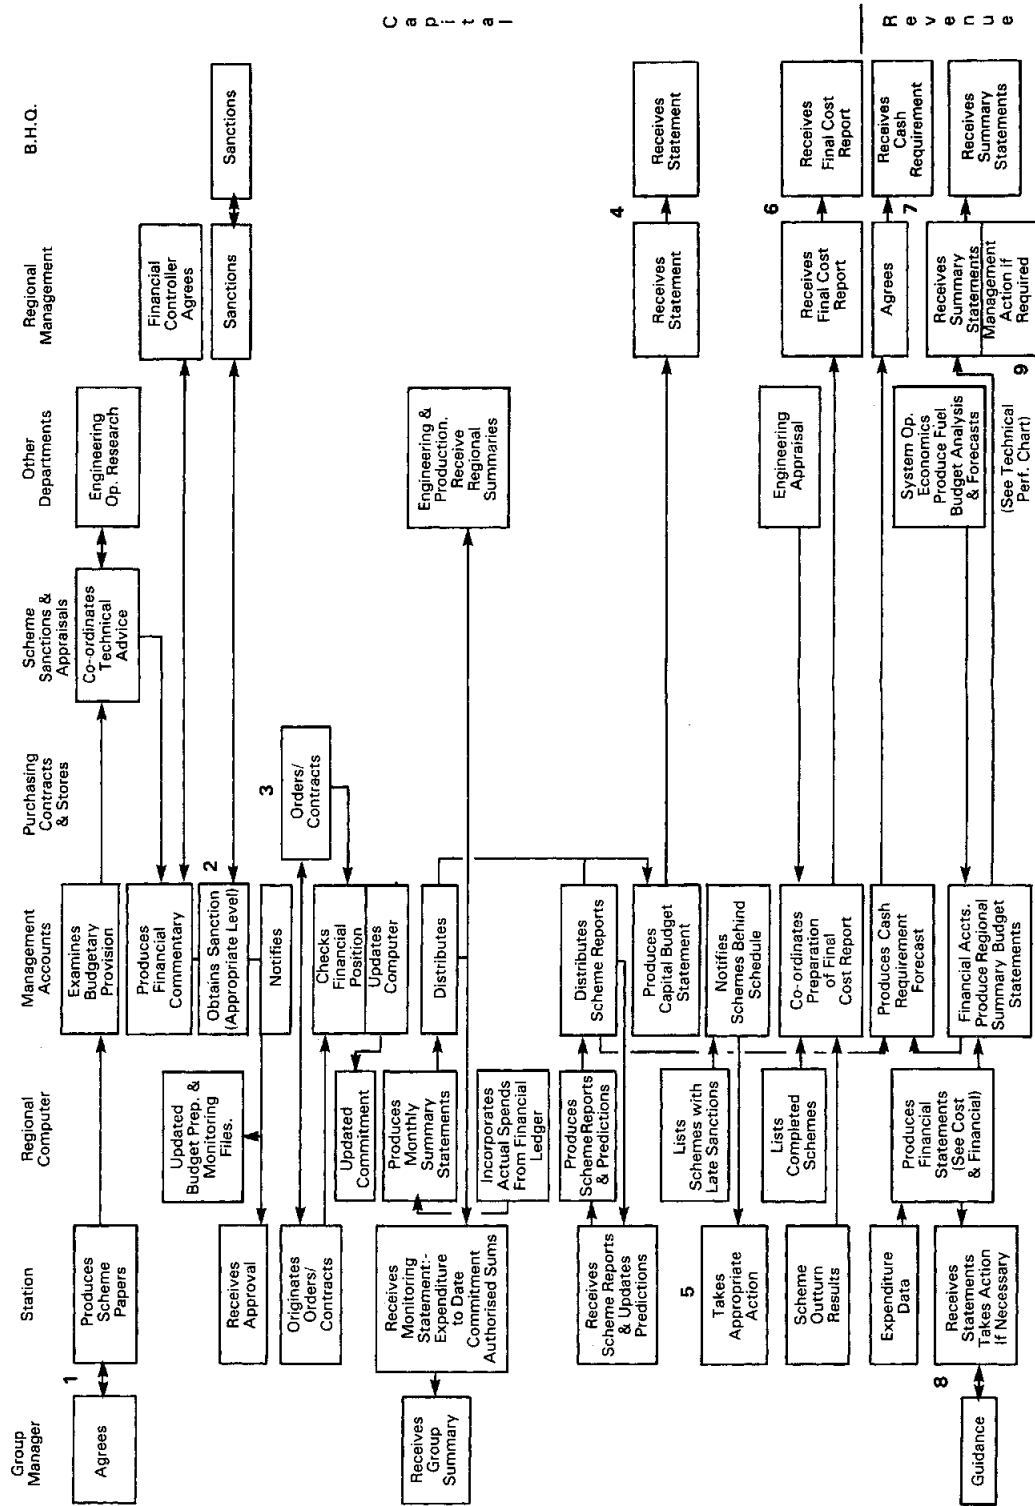 Group
Manager
Station
Regional
Computer
Management
Accounts
Purchasing
Contracts
& Stores
Scheme
Sanctions &
Appraisals
Other
Departments
Regional
Management
B.H.Q.
Agrees
1
Produces
Scheme
Papers
Examines
Budgetary
Provision
Co-ordinates
Technical
Advice
Engineering
Op. Research
Produces
Financial
Commentary
Financial
Controller
Agrees
Obtains Sanction
(Appropriate Level)
2
Sanctions
Sanctions
Updated
Budget Prep. &
Monitoring
Files.
Notifies
Receives
Approval
Originates
Orders/
Contracts
3
Orders/
Contracts
Checks
Financial
Position
Updates
Computer
Updated
Commitment
Capital
Receives
Group
Summary
Receives
Monitoring
Statement:-
Expenditure
to Date
Commitment
Authorised Sums
Produces
Monthly
Summary
Statements
Distributes
Engineering &
Production.
Receive
Regional
Summaries
Incorporates
Actual Spends
From Financial
Ledger
Receives
Scheme Reports
& Updates
Predictions
Produces
Scheme Reports
& Predictions
Distributes
Scheme Reports
Produces
Capital Budget
Statement
4
Receives
Statement
Receives
Statement
5
Takes
Appropriate
Action
Lists
Schemes with
Late Sanctions
Notifies
Schemes Behind
Schedule
Scheme
Outturn
Results
Lists
Completed
Schemes
Co-ordinates
Preparation
of Final
Cost Report
Engineering
Appraisal
6
Receives
Final Cost
Report
Receives
Final Cost
Report
Revenue
Expenditure
Data
Produces Cash
Requirement
Forecast
Agrees
7
Receives
Cash
Requirement
Guidance
8
Receives
Statements
Takes Action
If Necessary
Produces
Financial
Statements
(See Cost
& Financial)
Financial Accts.
Produce Regional
Summary Budget
Statements
System Op.
Economics
Produce Fuel
Budget Analysis
& Forecasts
(See Technical
Perf. Chart)
9
Receives
Summary
Statements
Management
Action if
Required
Receives
Summary
Statements